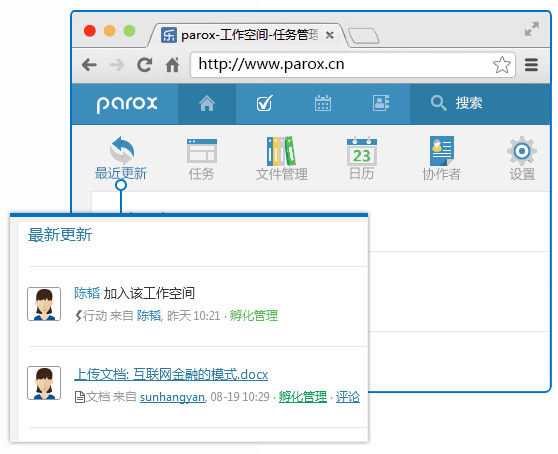 parox-工作空间-任务管理
http://www.parox.cn
parox
搜索
23
最近更新 任务 文件管理 日历 协作者 设置
最新更新
陈韬 加入该工作空间
行动 来自 陈韬, 昨天 10:21 · 孵化管理
上传文档: 互联网金融的模式.docx
文档 来自 sunhangyan, 08-19 10:29 · 孵化管理 · 评论